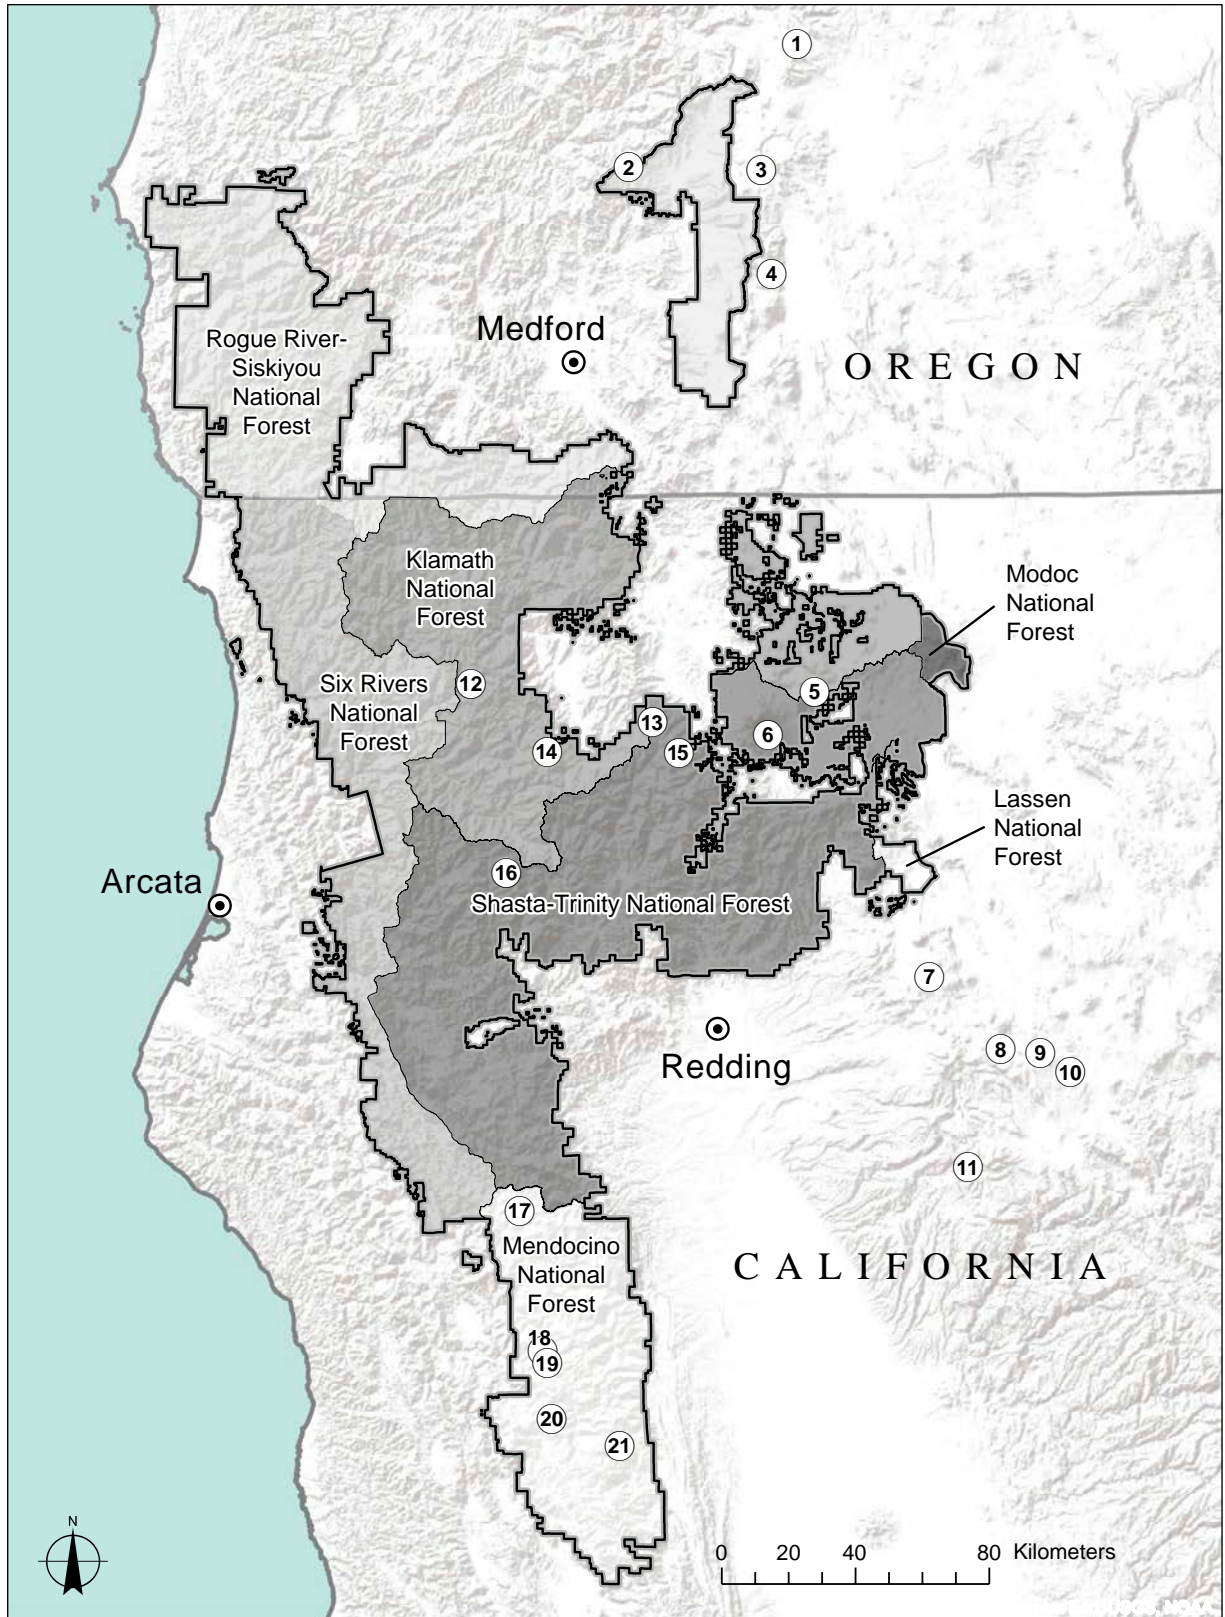 1
2
3
4
Medford
OREGON
Rogue River-
Siskiyou
National
Forest
Klamath
National
Forest
Modoc
National
Forest
Six Rivers
National
Forest
12
5
13
6
14
15
Lassen
National
Forest
Arcata
16
Shasta-Trinity National Forest
7
Redding
8
9
10
11
17
Mendocino
National
Forest
CALIFORNIA
18
19
20
21
N
0 20 40 80 Kilometers